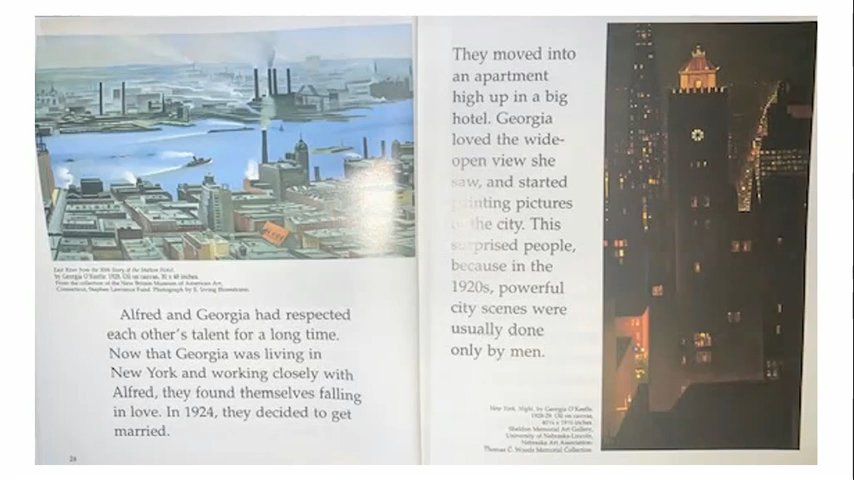 East River from the 30th Story of the Shelton Hotel,
by Georgia O'Keeffe. 1928. Oil on canvas, 30 x 48 inches.
From the collection of the New Britain Museum of American Art,
Connecticut, Stephen Lawrence Fund. Photograph by E. Irving Blomstrann.
Alfred and Georgia had respected
each other's talent for a long time.
Now that Georgia was living in
New York and working closely with
Alfred, they found themselves falling
in love. In 1924, they decided to get
married.
They moved into
an apartment
high up in a big
hotel. Georgia
loved the wide-
open view she
saw, and started
painting pictures
of the city. This
surprised people,
because in the
1920s, powerful
city scenes were
usually done
only by men.
New York, Night, by Georgia O'Keeffe.
1928-29. Oil on canvas,
Sheldon Memorial Art Gallery,
University of Nebraska-Lincoln,
Nebraska Art Association-
Thomas C. Woods Memorial Collection.